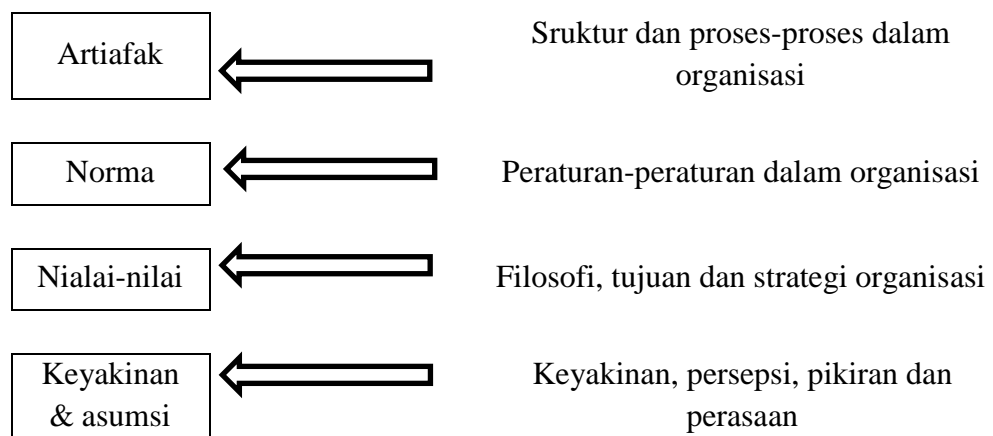 Artiafak
Sruktur dan proses-proses dalam
organisasi
Norma
Peraturan-peraturan dalam organisasi
Nialai-nilai
Filosofi, tujuan dan strategi organisasi
Keyakinan
& asumsi
Keyakinan, persepsi, pikiran dan
perasaan